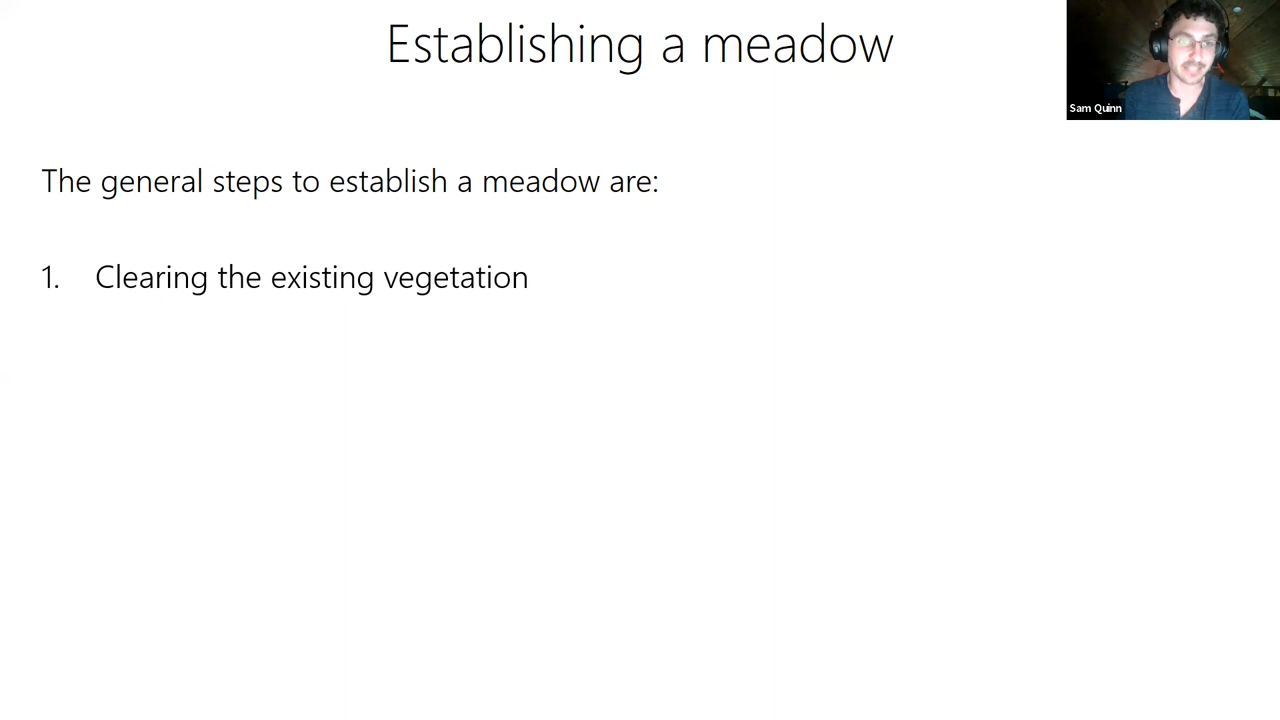 Establishing a meadow
Sam Quinn
The general steps to establish a meadow are:
1. Clearing the existing vegetation